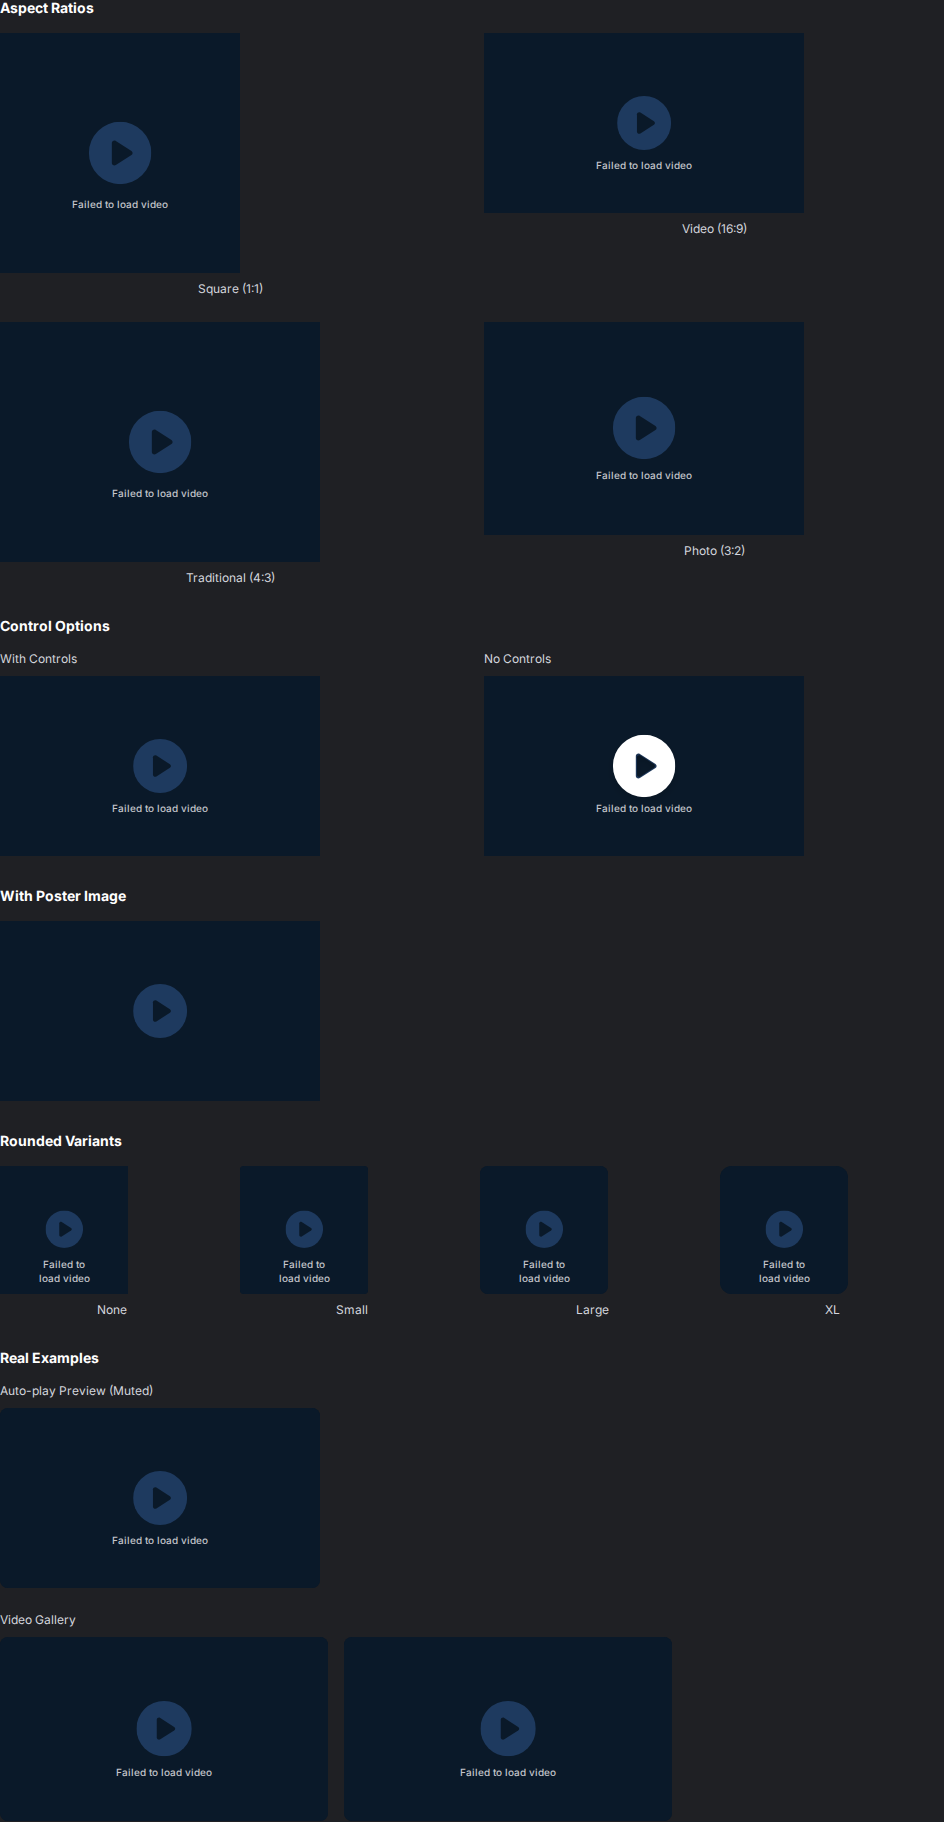 Aspect Ratios
Failed to load video
Square (1:1)
Failed to load video
Video (16:9)
Failed to load video
Traditional (4:3)
Failed to load video
Photo (3:2)
Control Options
With Controls
Failed to load video
No Controls
Failed to load video
With Poster Image
Rounded Variants
Failed to
load video
None
Failed to
load video
Small
Failed to
load video
Large
Failed to
load video
XL
Real Examples
Auto-play Preview (Muted)
Failed to load video
Video Gallery
Failed to load video
Failed to load video